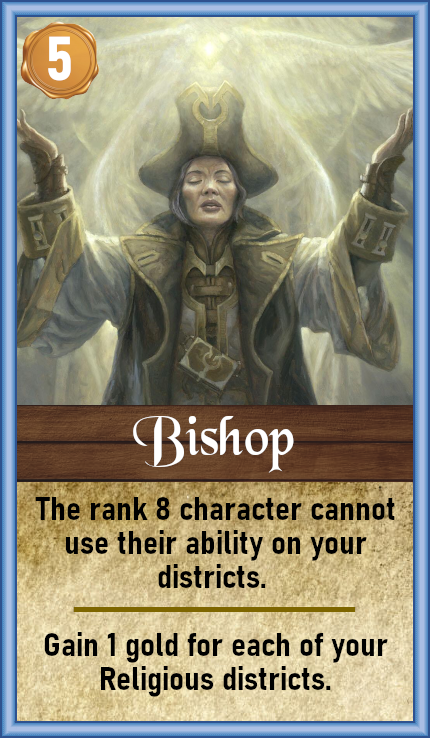 5
Bishop
The rank 8 character cannot
use their ability on your
districts.
Gain 1 gold for each of your
Religious districts.